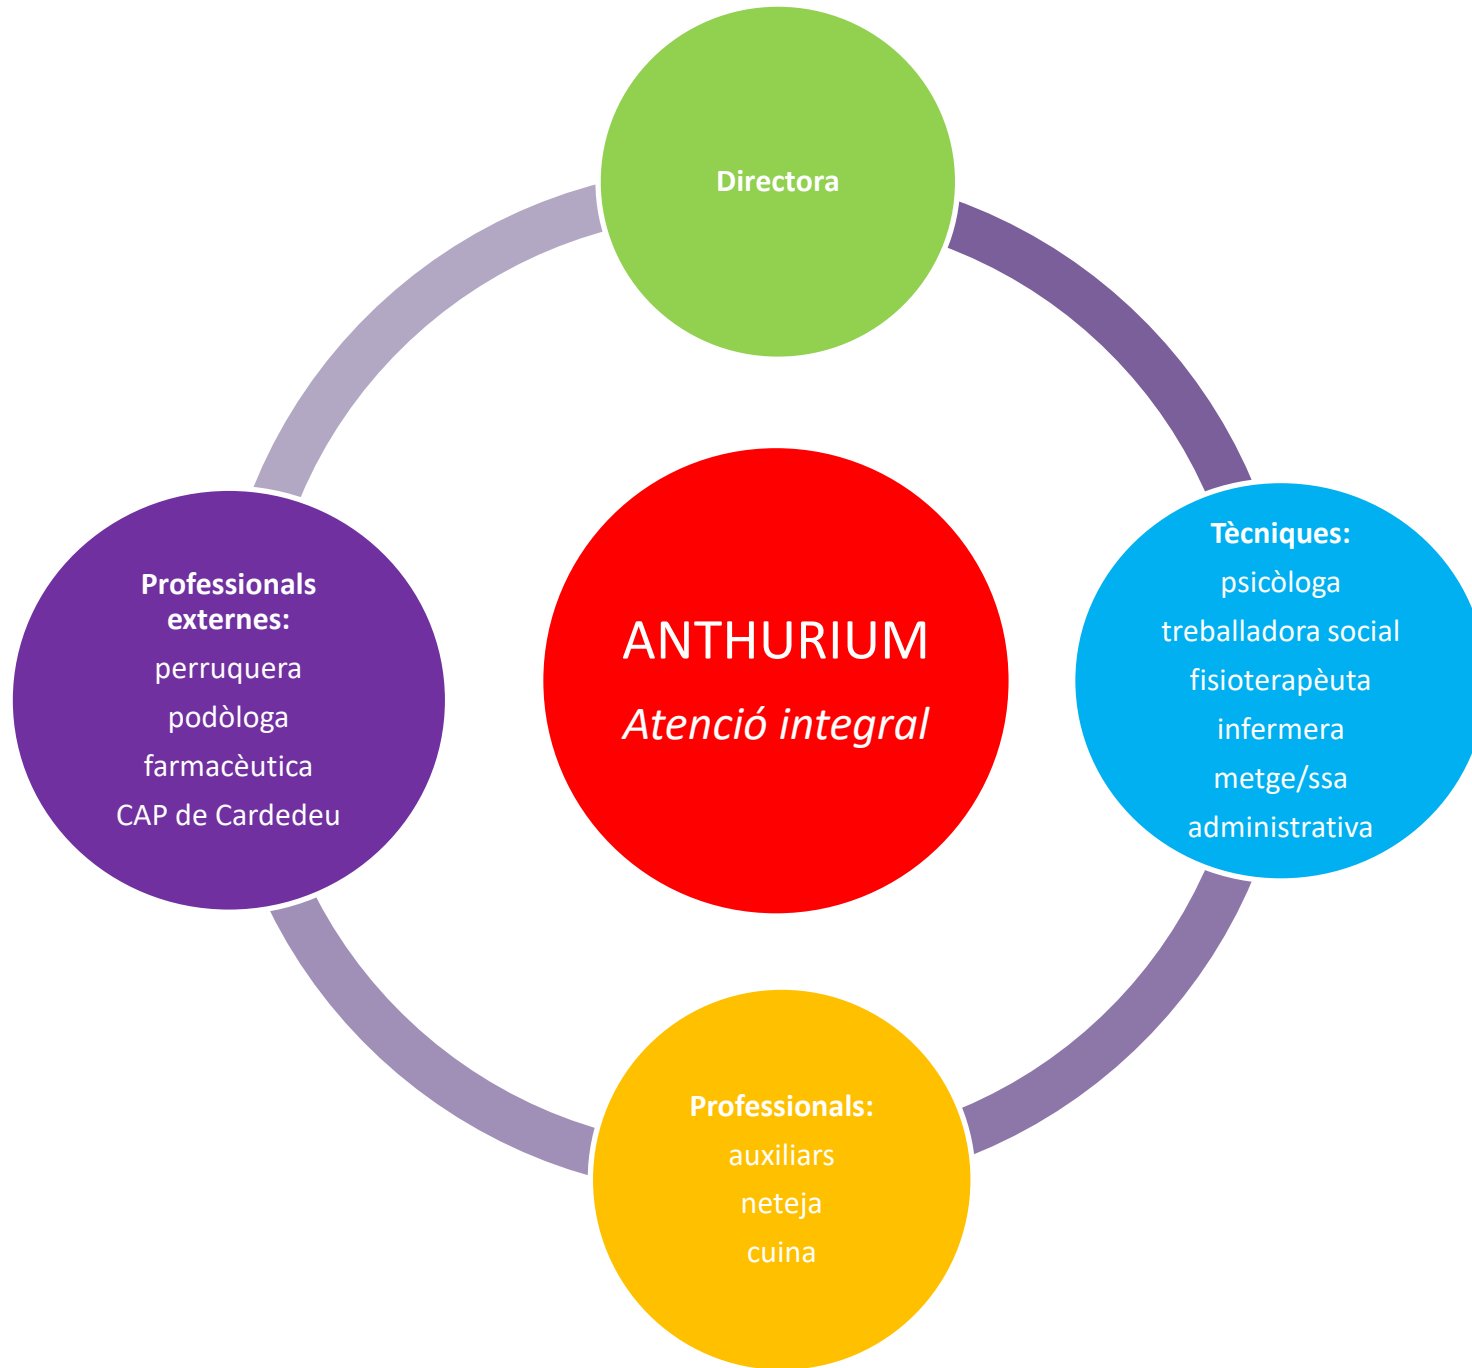 Directora
ANTHURIUM
Atenció integral
Tècniques:
psicòloga
treballadora social
fisioterapèuta
infermera
metge/ssa
administrativa
Professionals:
auxiliars
neteja
cuina
Professionals
externes:
perruquera
podòloga
farmacèutica
CAP de Cardedeu